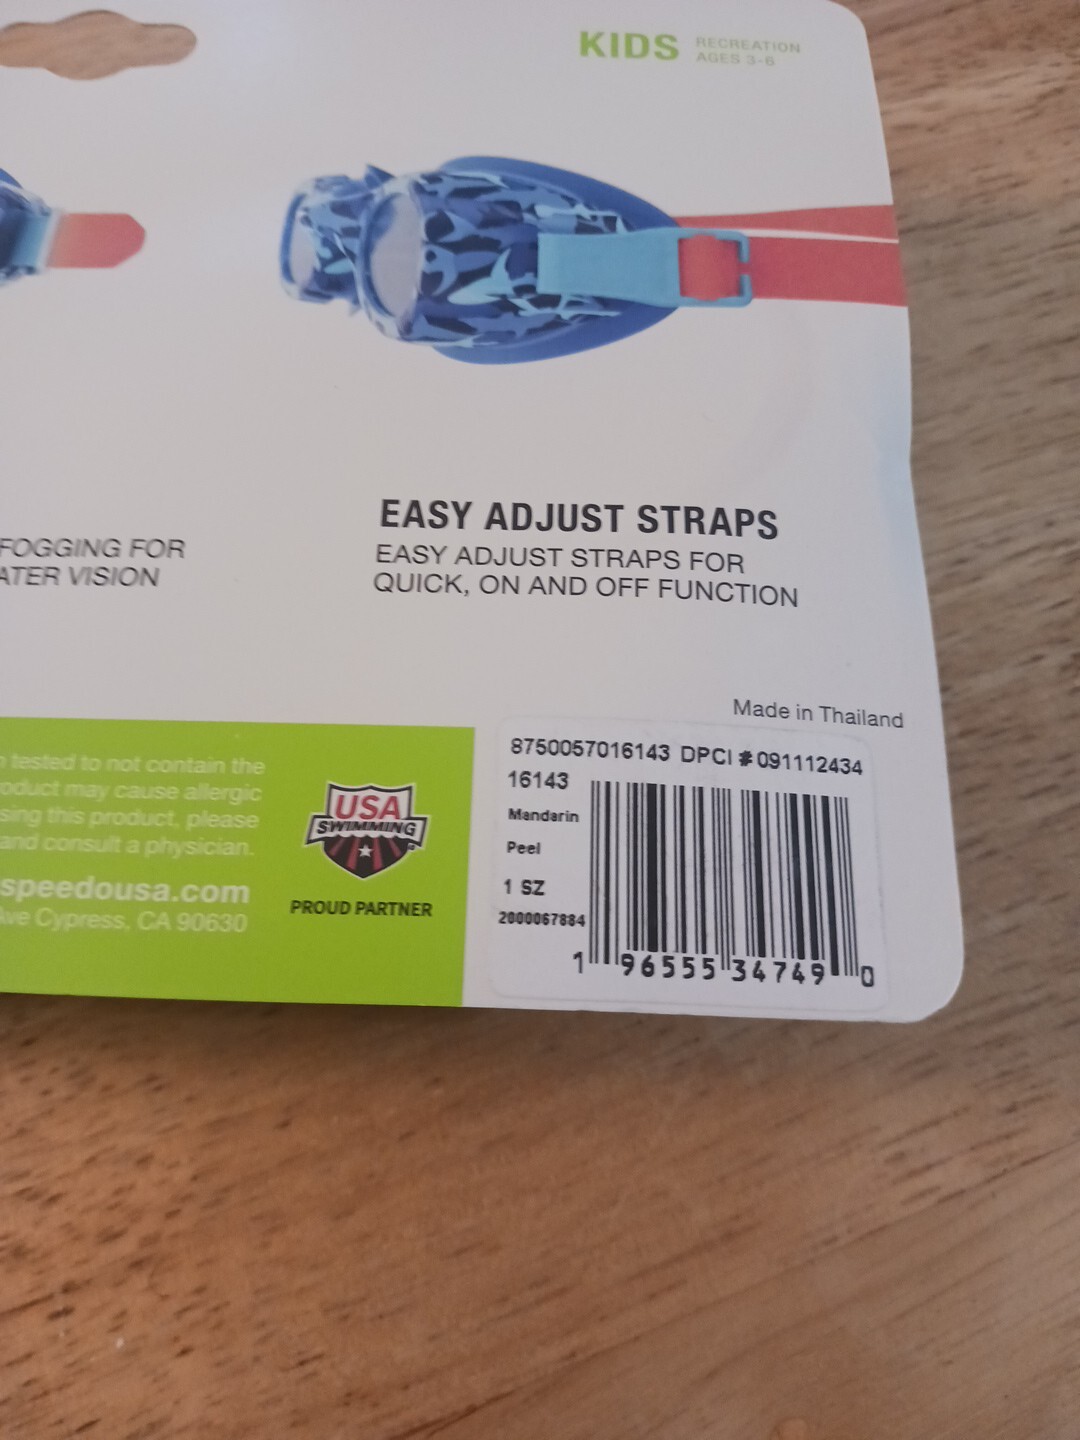 KIDS
RECREATION
AGES 3-6
FOGGING FOR
ATER VISION
EASY ADJUST STRAPS
EASY ADJUST STRAPS FOR
QUICK, ON AND OFF FUNCTION
Made in Thailand
tested to not contain the
oduct may cause allergic
sing this product, please
and consult a physician.
speedousa.com
Ave Cypress, CA 90630
USA
SWIMMING
PROUD PARTNER
8750057016143 DPCI # 091112434
16143
Mandarin
Peel
1 SZ
2000067884
1 96555 34749 0